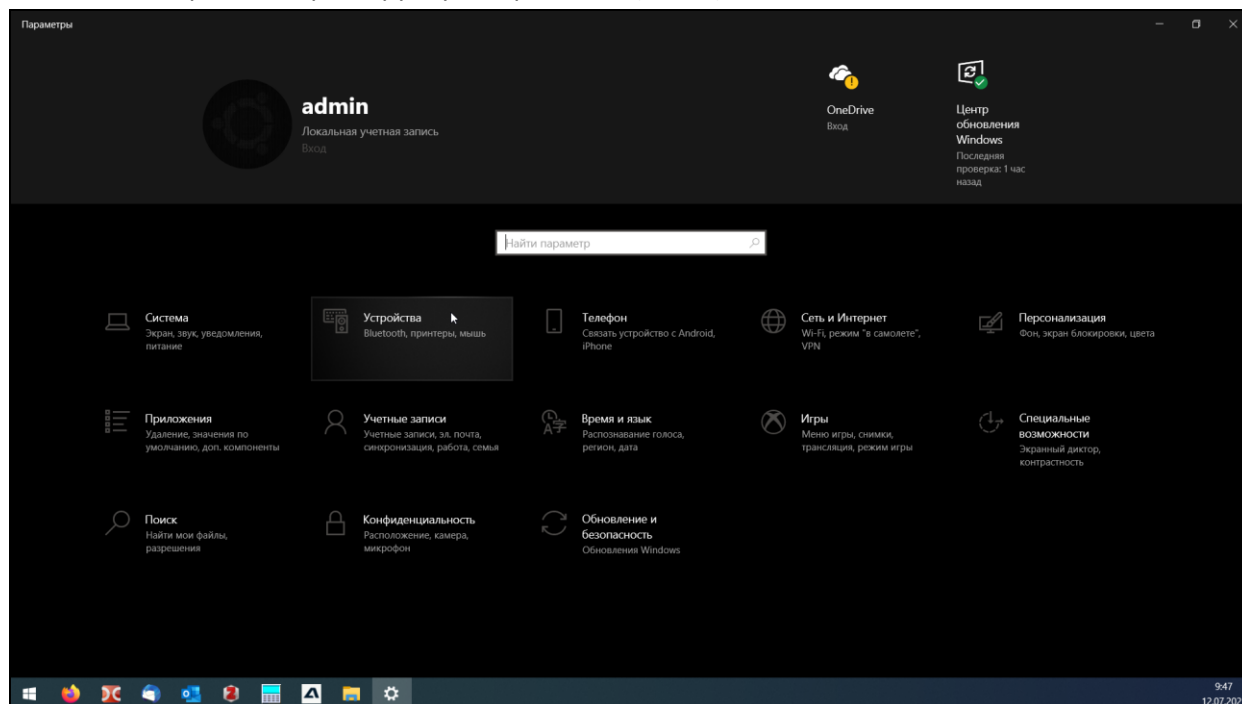 Параметры
admin
Локальная учетная запись
Вход
OneDrive
Вход
Центр
обновления
Windows
Последняя
проверка: 1 час
назад
Найти параметр
Система
Экран, звук, уведомления,
питание
Устройства
Bluetooth, принтеры, мышь
Телефон
Связать устройство с Android,
iPhone
Сеть и Интернет
Wi-Fi, режим "в самолете",
VPN
Персонализация
Фон, экран блокировки, цвета
Приложения
Удаление, значения по
умолчанию, доп. компоненты
Учетные записи
Учетные записи, эл. почта,
синхронизация, работа, семья
Время и язык
Распознавание голоса,
регион, дата
Игры
Меню игры, снимки,
трансляция, режим игры
Специальные
возможности
Экранный диктор,
контрастность
Поиск
Найти мои файлы,
разрешения
Конфиденциальность
Расположение, камера,
микрофон
Обновление и
безопасность
Обновления Windows
9:47
12.07.202